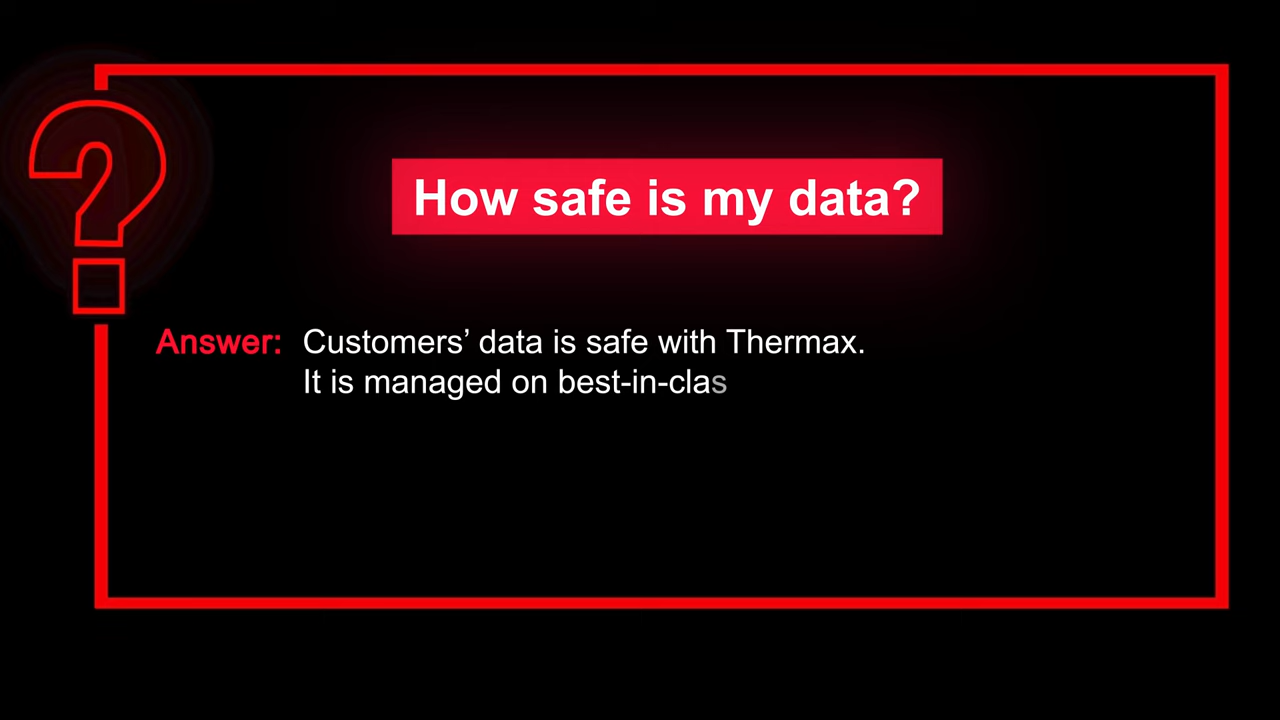 How safe is my data?
Answer: Customers’ data is safe with Thermax.
It is managed on best-in-clas